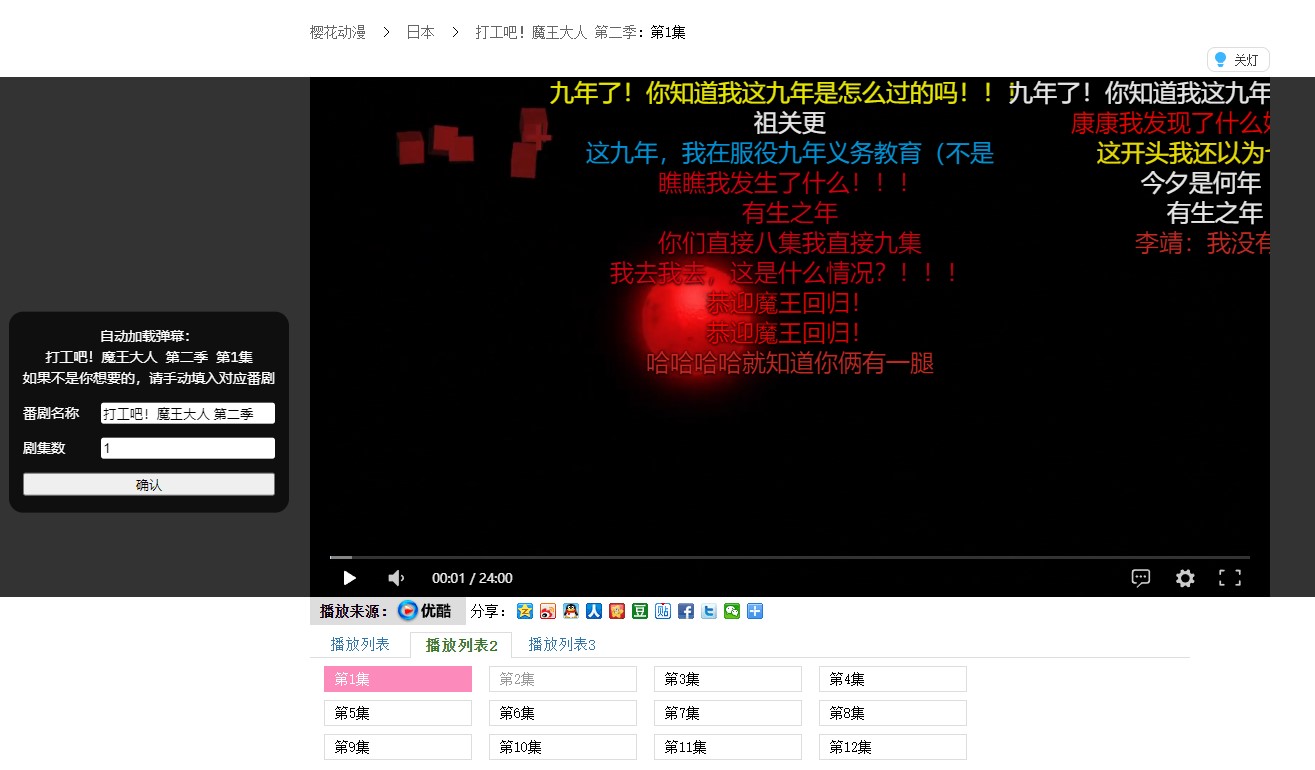 樱花动漫 > 日本 > 打工吧！魔王大人 第二季：第1集
关灯
九年了！你知道我这九年是怎么过的吗！！！
九年了！你知道我这九年
祖关更
康康我发现了什么
这九年，我在服役九年义务教育（不是
这开头我还以为
瞧瞧我发生了什么！！！
今夕是何年
有生之年
有生之年
你们直接八集我直接九集
李靖：我没有
我去我去，这是什么情况？！！！
恭迎魔王回归！
恭迎魔王回归！
哈哈哈哈就知道你俩有一腿
自动加载弹幕：
打工吧！魔王大人 第二季 第1集
如果不是你想要的，请手动填入对应番剧
番剧名称 打工吧！魔王大人 第二季
剧集数 1
确认
00:01 / 24:00
播放来源： 优酷 分享：
播放列表 播放列表2 播放列表3
第1集 第2集 第3集 第4集
第5集 第6集 第7集 第8集
第9集 第10集 第11集 第12集